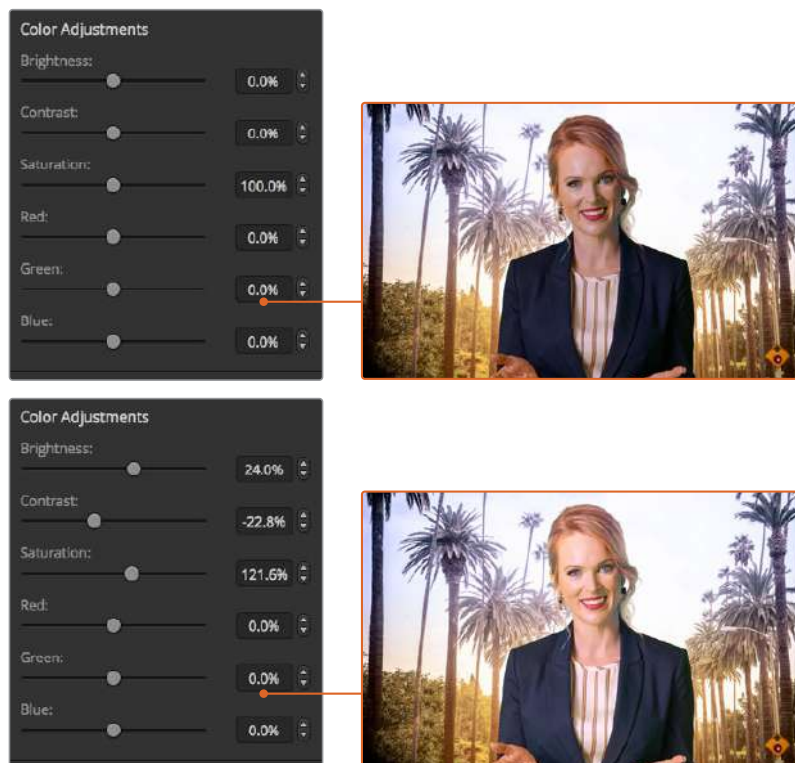 Color Adjustments
Brightness:
0.0%
Contrast:
0.0%
Saturation:
100.0%
Red:
0.0%
Green:
0.0%
Blue:
0.0%
Color Adjustments
Brightness:
24.0%
Contrast:
-22.8%
Saturation:
121.6%
Red:
0.0%
Green:
0.0%
Blue:
0.0%